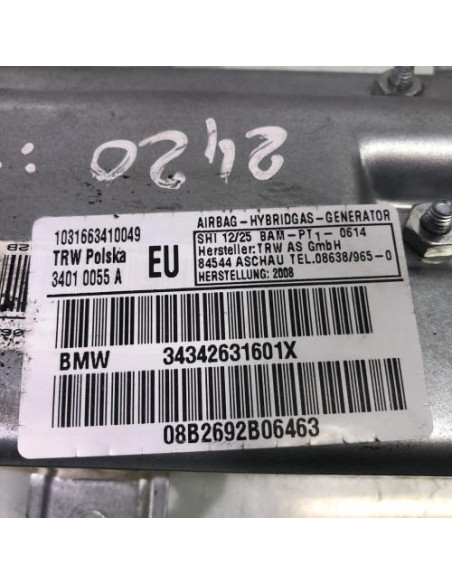 2420 :
1031663410049
TRW Polska
3401 0055 A
EU
AIRBAG-HYBRIDGAS-GENERATOR
SHI 12/25 BAM-PT1-0614
Hersteller:TRW AS GmbH
84544 ASCHAU TEL.08638/965-0
HERSTELLUNG: 2008
BMW 34342631601X
08B2692B06463